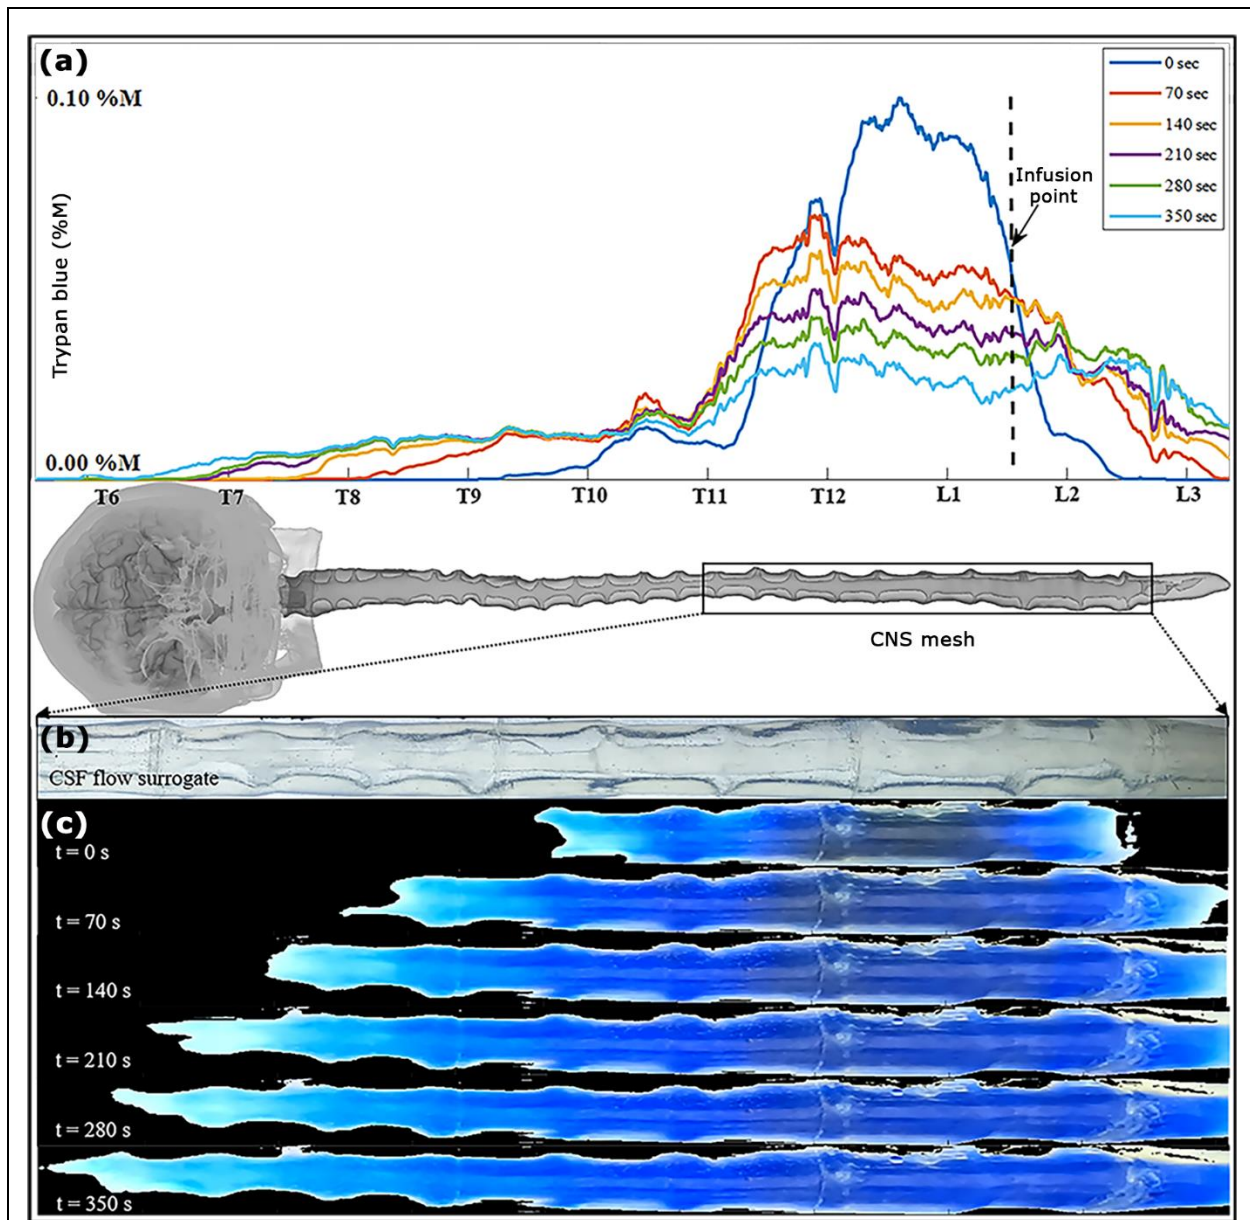 (a)
0.10 %M
0 sec
70 sec
140 sec
210 sec
280 sec
350 sec
Infusion
point
Trypan blue (%M)
0.00 %M
T6 T7 T8 T9 T10 T11 T12 L1 L2 L3
CNS mesh
(b)
CSF flow surrogate
(c)
t = 0 s
t = 70 s
t = 140 s
t = 210 s
t = 280 s
t = 350 s